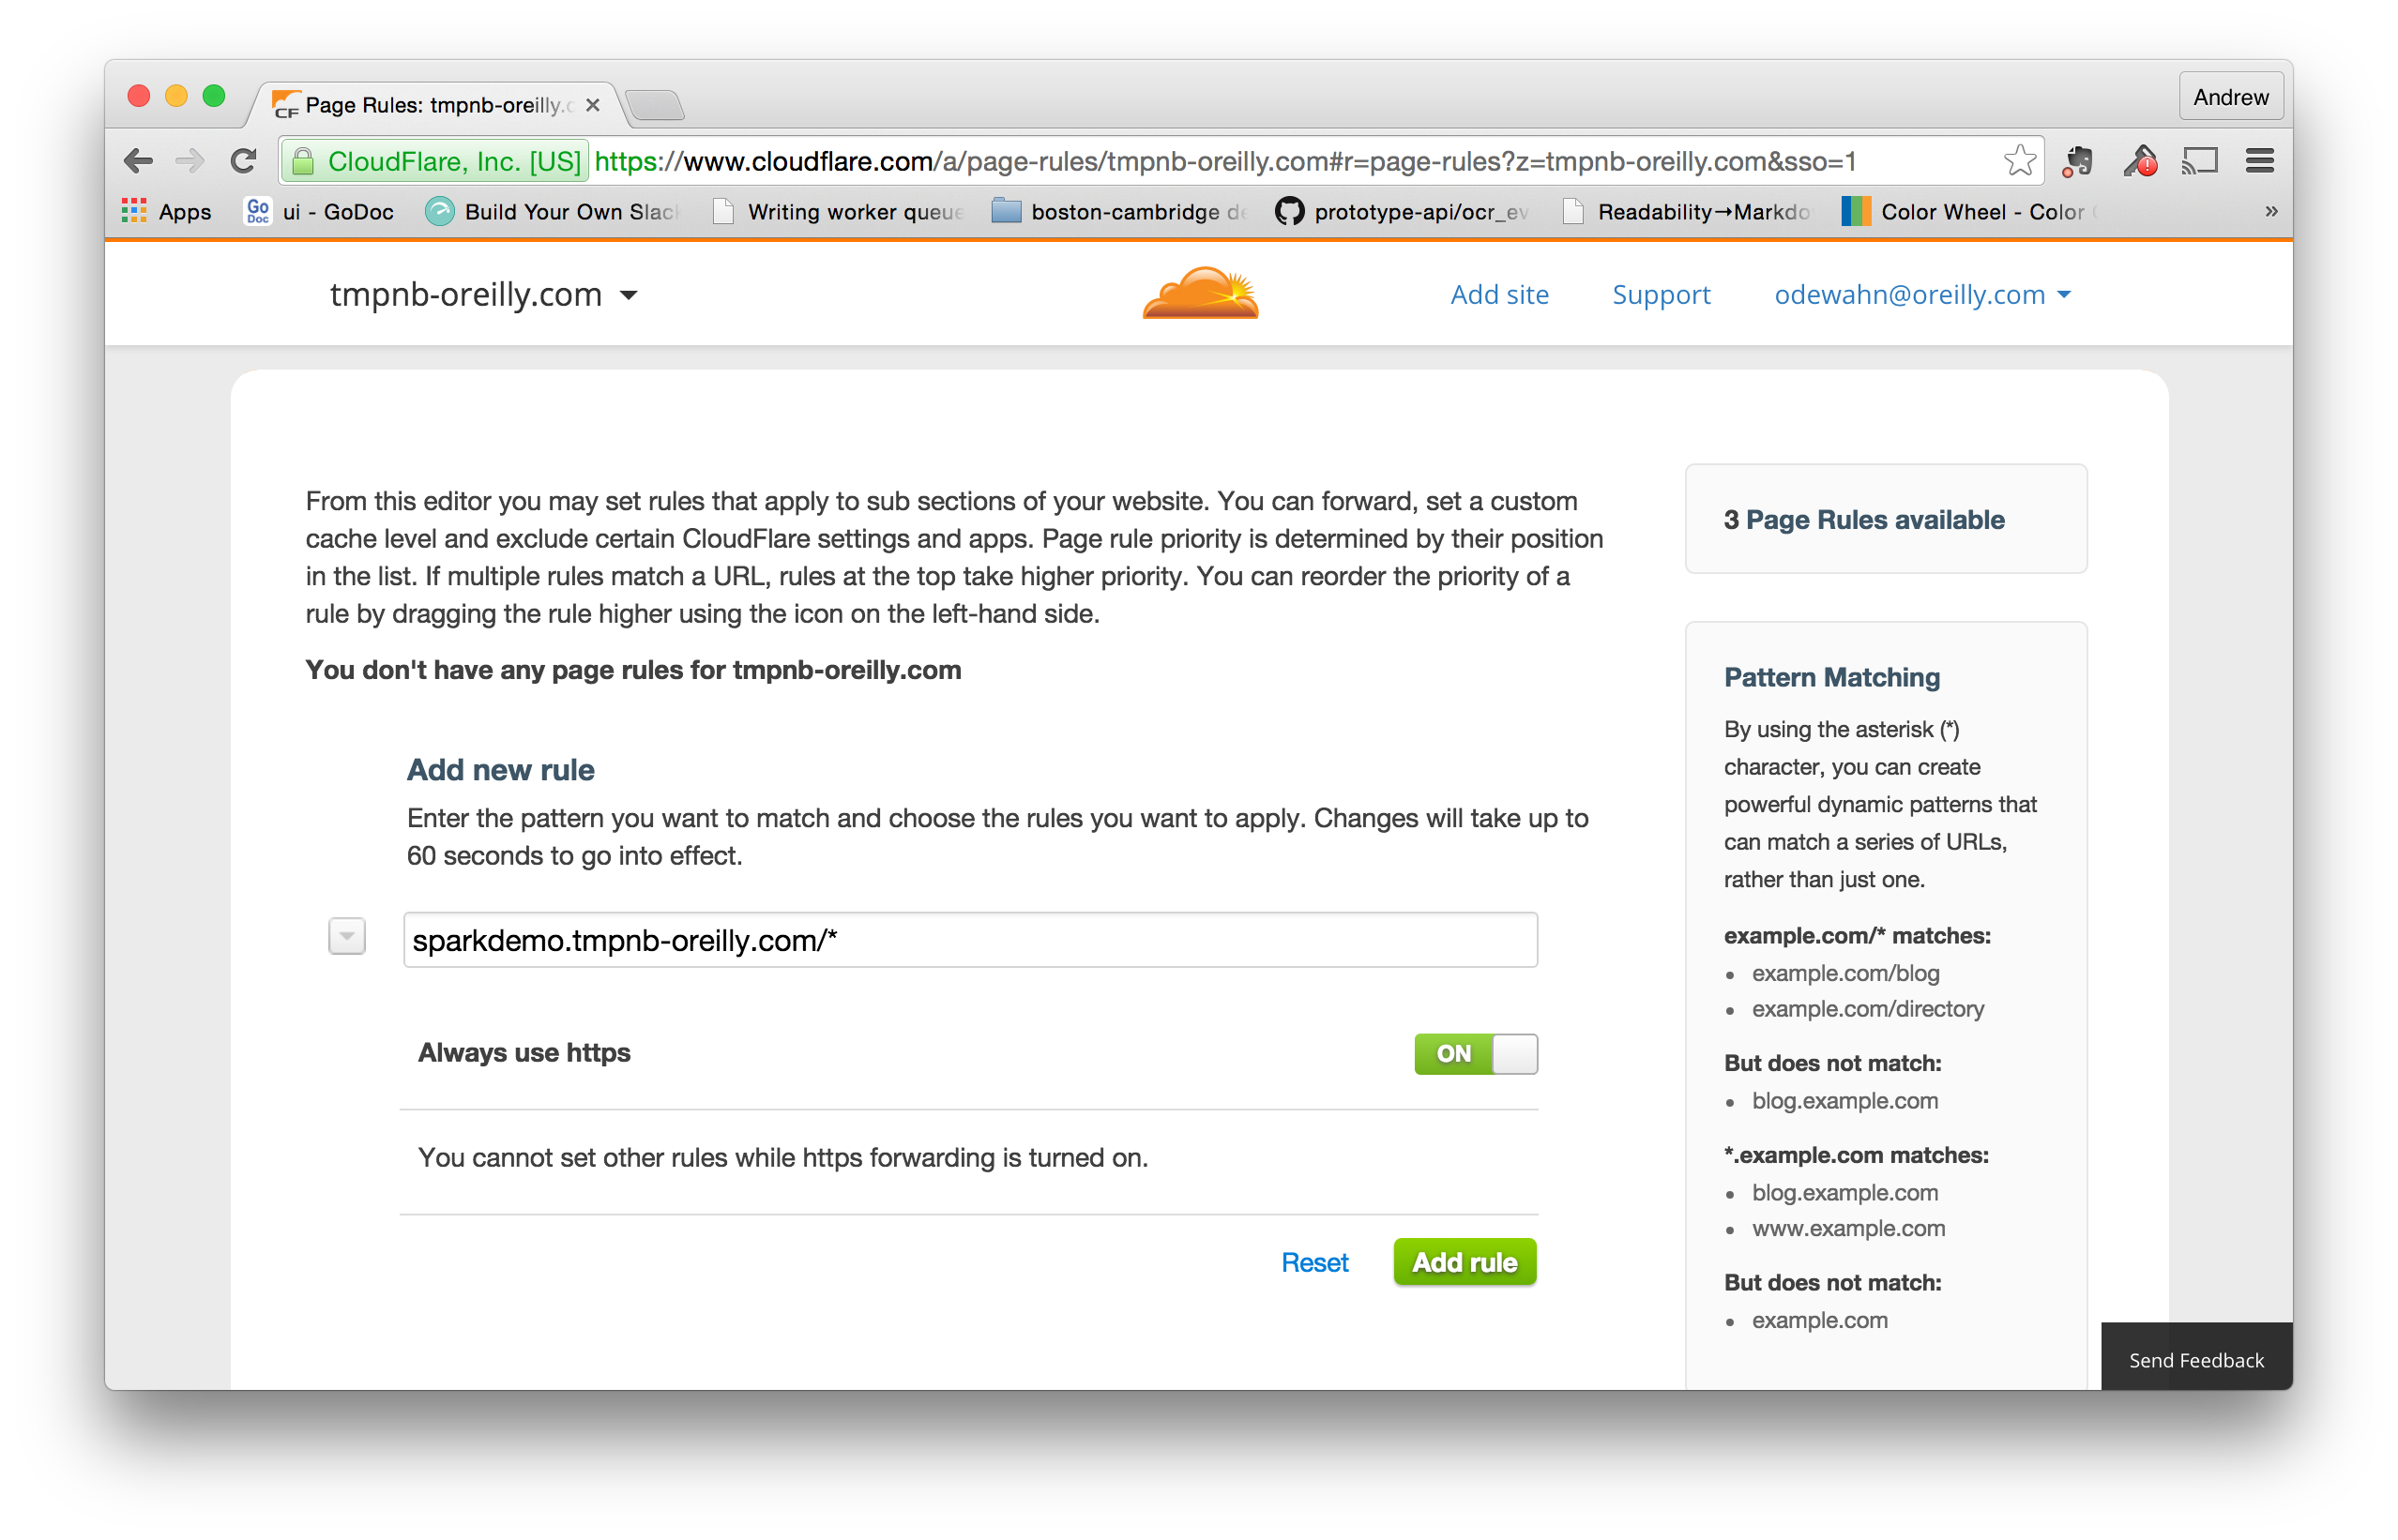 Page Rules: tmpnb-oreilly.c
Andrew
CloudFlare, Inc. [US] https://www.cloudflare.com/a/page-rules/tmpnb-oreilly.com#r=page-rules?z=tmpnb-oreilly.com&sso=1
Apps ui - GoDoc Build Your Own Slac Writing worker queue boston-cambridge de prototype-api/ocr_ev Readability→Markdo Color Wheel - Color »
tmpnb-oreilly.com
Add site Support odewahn@oreilly.com
From this editor you may set rules that apply to sub sections of your website. You can forward, set a custom
cache level and exclude certain CloudFlare settings and apps. Page rule priority is determined by their position
in the list. If multiple rules match a URL, rules at the top take higher priority. You can reorder the priority of a
rule by dragging the rule higher using the icon on the left-hand side.
You don't have any page rules for tmpnb-oreilly.com
Add new rule
Enter the pattern you want to match and choose the rules you want to apply. Changes will take up to
60 seconds to go into effect.
sparkdemo.tmpnb-oreilly.com/*
Always use https
ON
You cannot set other rules while https forwarding is turned on.
Reset
Add rule
3 Page Rules available
Pattern Matching
By using the asterisk (*)
character, you can create
powerful dynamic patterns that
can match a series of URLs,
rather than just one.
example.com/* matches:
• example.com/blog
• example.com/directory
But does not match:
• blog.example.com
*.example.com matches:
• blog.example.com
• www.example.com
But does not match:
• example.com
Send Feedback